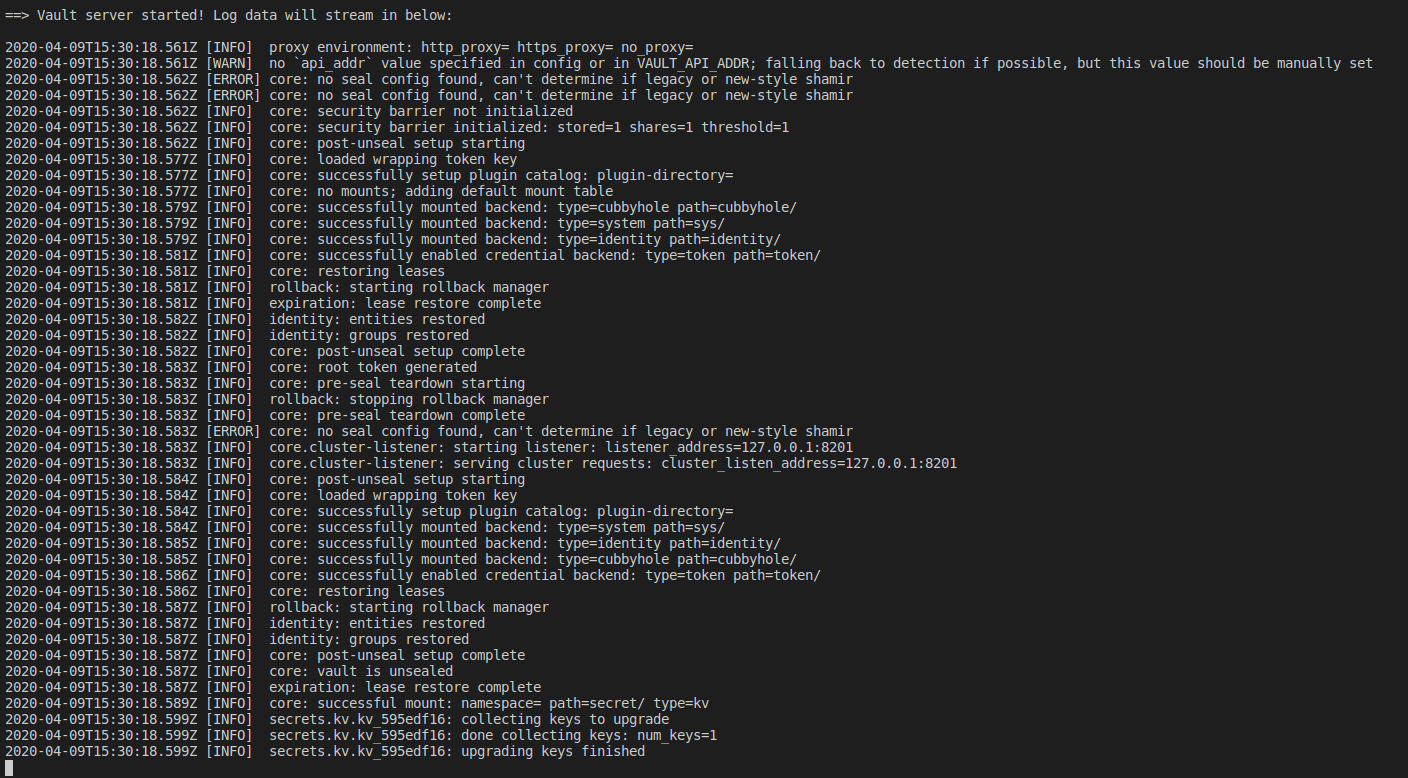 ==> Vault server started! Log data will stream in below:

2020-04-09T15:30:18.561Z [INFO]  proxy environment: http_proxy= https_proxy= no_proxy=
2020-04-09T15:30:18.561Z [WARN]  no `api_addr` value specified in config or in VAULT_API_ADDR; falling back to detection if possible, but this value should be manually set
2020-04-09T15:30:18.562Z [ERROR] core: no seal config found, can't determine if legacy or new-style shamir
2020-04-09T15:30:18.562Z [ERROR] core: no seal config found, can't determine if legacy or new-style shamir
2020-04-09T15:30:18.562Z [INFO]  core: security barrier not initialized
2020-04-09T15:30:18.562Z [INFO]  core: security barrier initialized: stored=1 shares=1 threshold=1
2020-04-09T15:30:18.562Z [INFO]  core: post-unseal setup starting
2020-04-09T15:30:18.577Z [INFO]  core: loaded wrapping token key
2020-04-09T15:30:18.577Z [INFO]  core: successfully setup plugin catalog: plugin-directory=
2020-04-09T15:30:18.577Z [INFO]  core: no mounts; adding default mount table
2020-04-09T15:30:18.579Z [INFO]  core: successfully mounted backend: type=cubbyhole path=cubbyhole/
2020-04-09T15:30:18.579Z [INFO]  core: successfully mounted backend: type=system path=sys/
2020-04-09T15:30:18.579Z [INFO]  core: successfully mounted backend: type=identity path=identity/
2020-04-09T15:30:18.581Z [INFO]  core: successfully enabled credential backend: type=token path=token/
2020-04-09T15:30:18.581Z [INFO]  core: restoring leases
2020-04-09T15:30:18.581Z [INFO]  rollback: starting rollback manager
2020-04-09T15:30:18.581Z [INFO]  expiration: lease restore complete
2020-04-09T15:30:18.582Z [INFO]  identity: entities restored
2020-04-09T15:30:18.582Z [INFO]  identity: groups restored
2020-04-09T15:30:18.582Z [INFO]  core: post-unseal setup complete
2020-04-09T15:30:18.583Z [INFO]  core: root token generated
2020-04-09T15:30:18.583Z [INFO]  core: pre-seal teardown starting
2020-04-09T15:30:18.583Z [INFO]  rollback: stopping rollback manager
2020-04-09T15:30:18.583Z [INFO]  core: pre-seal teardown complete
2020-04-09T15:30:18.583Z [ERROR] core: no seal config found, can't determine if legacy or new-style shamir
2020-04-09T15:30:18.583Z [INFO]  core.cluster-listener: starting listener: listener_address=127.0.0.1:8201
2020-04-09T15:30:18.583Z [INFO]  core.cluster-listener: serving cluster requests: cluster_listen_address=127.0.0.1:8201
2020-04-09T15:30:18.584Z [INFO]  core: post-unseal setup starting
2020-04-09T15:30:18.584Z [INFO]  core: loaded wrapping token key
2020-04-09T15:30:18.584Z [INFO]  core: successfully setup plugin catalog: plugin-directory=
2020-04-09T15:30:18.584Z [INFO]  core: successfully mounted backend: type=system path=sys/
2020-04-09T15:30:18.585Z [INFO]  core: successfully mounted backend: type=identity path=identity/
2020-04-09T15:30:18.585Z [INFO]  core: successfully mounted backend: type=cubbyhole path=cubbyhole/
2020-04-09T15:30:18.586Z [INFO]  core: successfully enabled credential backend: type=token path=token/
2020-04-09T15:30:18.586Z [INFO]  core: restoring leases
2020-04-09T15:30:18.587Z [INFO]  rollback: starting rollback manager
2020-04-09T15:30:18.587Z [INFO]  identity: entities restored
2020-04-09T15:30:18.587Z [INFO]  identity: groups restored
2020-04-09T15:30:18.587Z [INFO]  core: post-unseal setup complete
2020-04-09T15:30:18.587Z [INFO]  core: vault is unsealed
2020-04-09T15:30:18.587Z [INFO]  expiration: lease restore complete
2020-04-09T15:30:18.589Z [INFO]  core: successful mount: namespace= path=secret/ type=kv
2020-04-09T15:30:18.599Z [INFO]  secrets.kv.kv_595edf16: collecting keys to upgrade
2020-04-09T15:30:18.599Z [INFO]  secrets.kv.kv_595edf16: done collecting keys: num_keys=1
2020-04-09T15:30:18.599Z [INFO]  secrets.kv.kv_595edf16: upgrading keys finished